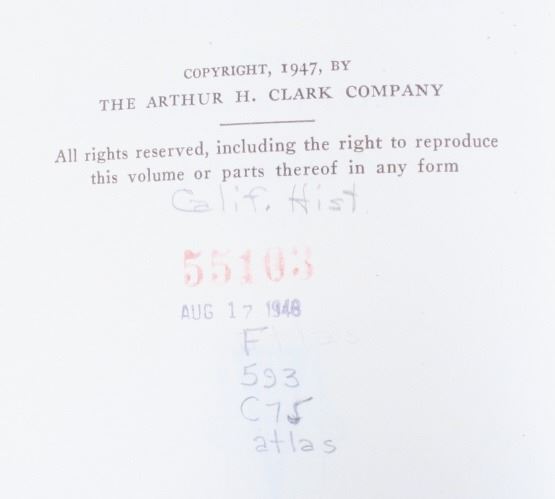 COPYRIGHT, 1947, BY
THE ARTHUR H. CLARK COMPANY
All rights reserved, including the right to reproduce
this volume or parts thereof in any form
Calif. Hist.
55103
AUG 17 1948
F
593
C75
atlas